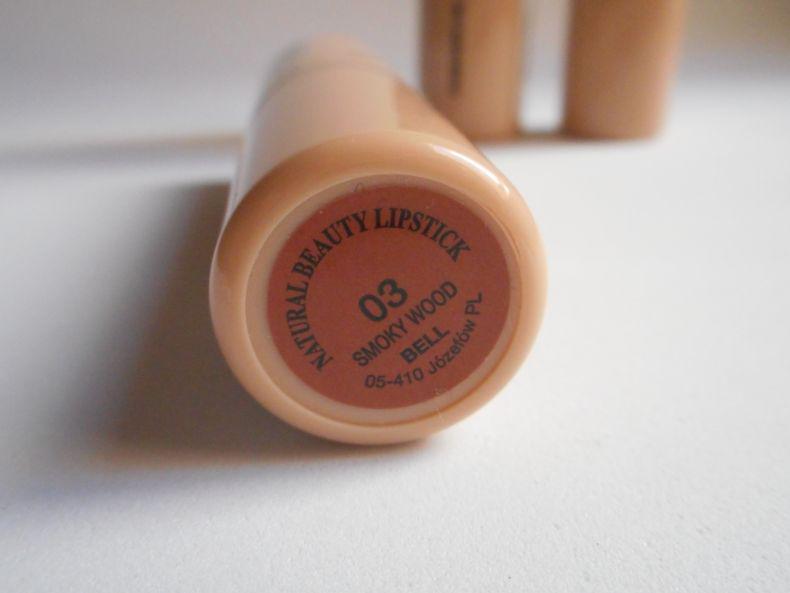 NATURAL BEAUTY LIPSTICK
03
SMOKY WOOD
BELL
05-410 Józefów PL